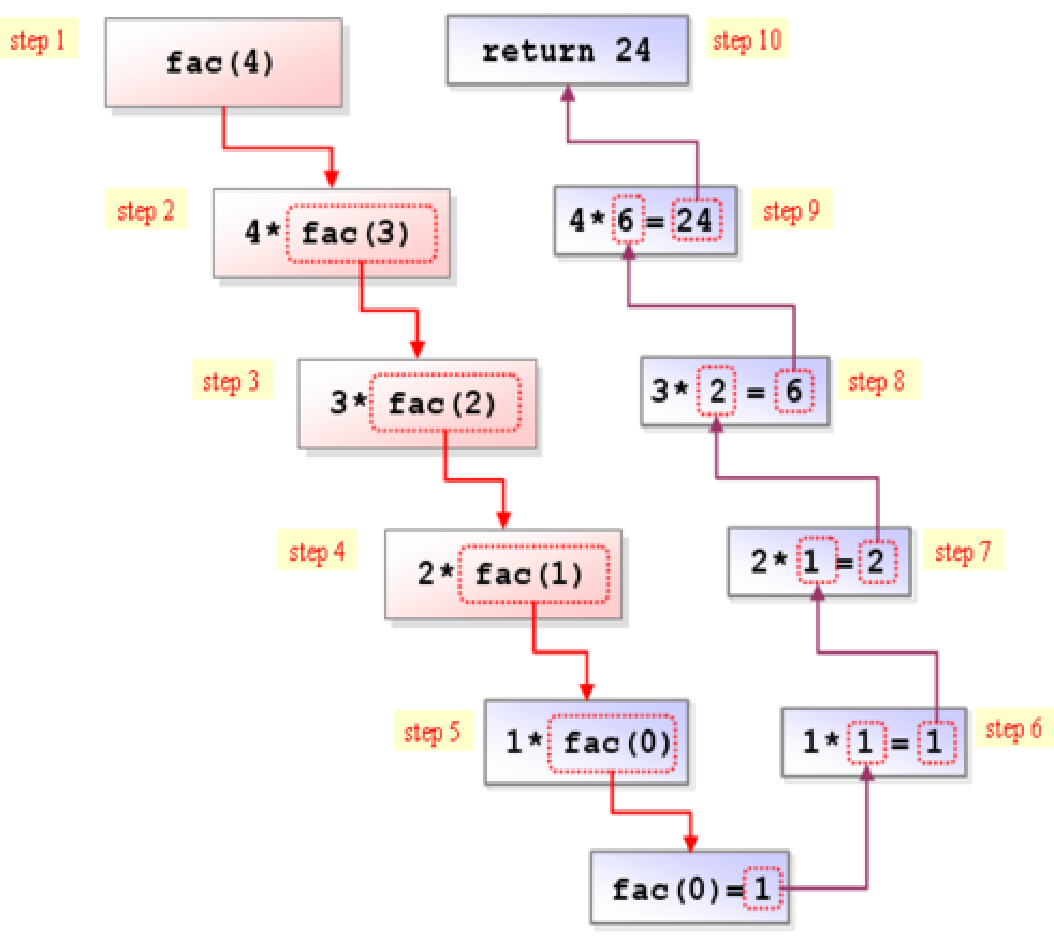 step 1
fac(4)
return 24
step 10
step 2
4* fac(3)
4* 6 = 24
step 9
step 3
3* fac(2)
3* 2 = 6
step 8
step 4
2* fac(1)
2* 1 = 2
step 7
step 5
1* fac(0)
1* 1 = 1
step 6
fac(0)=1